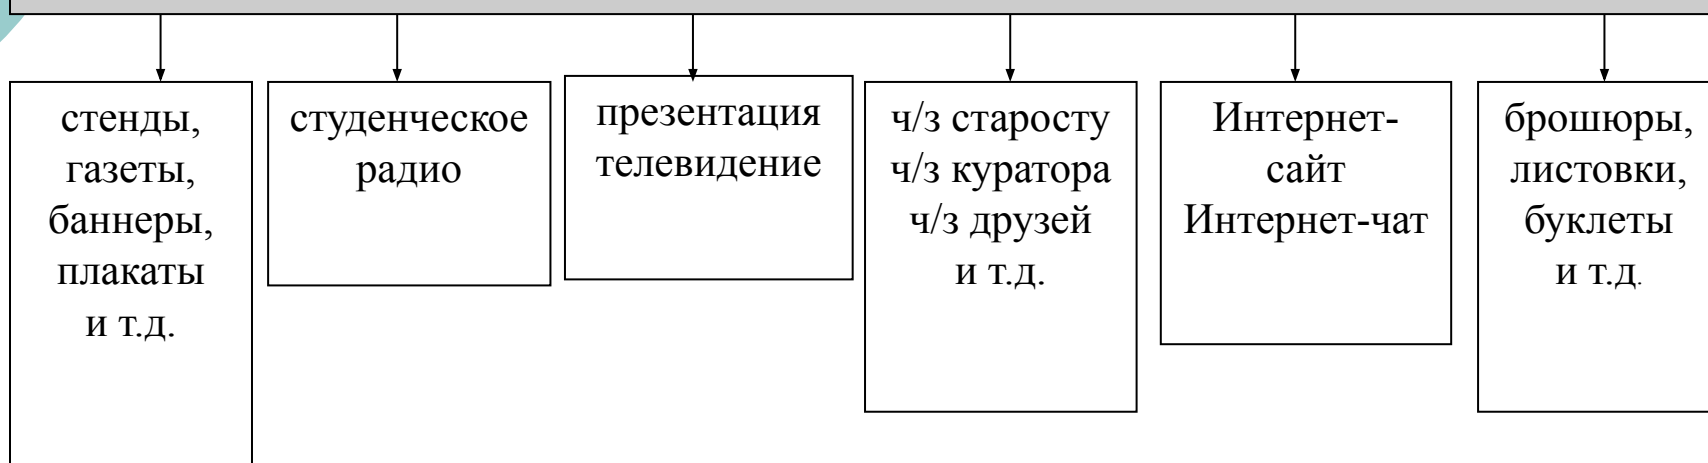 стенды,
газеты,
баннеры,
плакаты
и т.д.
студенческое
радио
презентация
телевидение
ч/з старосту
ч/з куратора
ч/з друзей
и т.д.
Интернет-
сайт
Интернет-чат
брошюры,
листовки,
буклеты
и т.д.